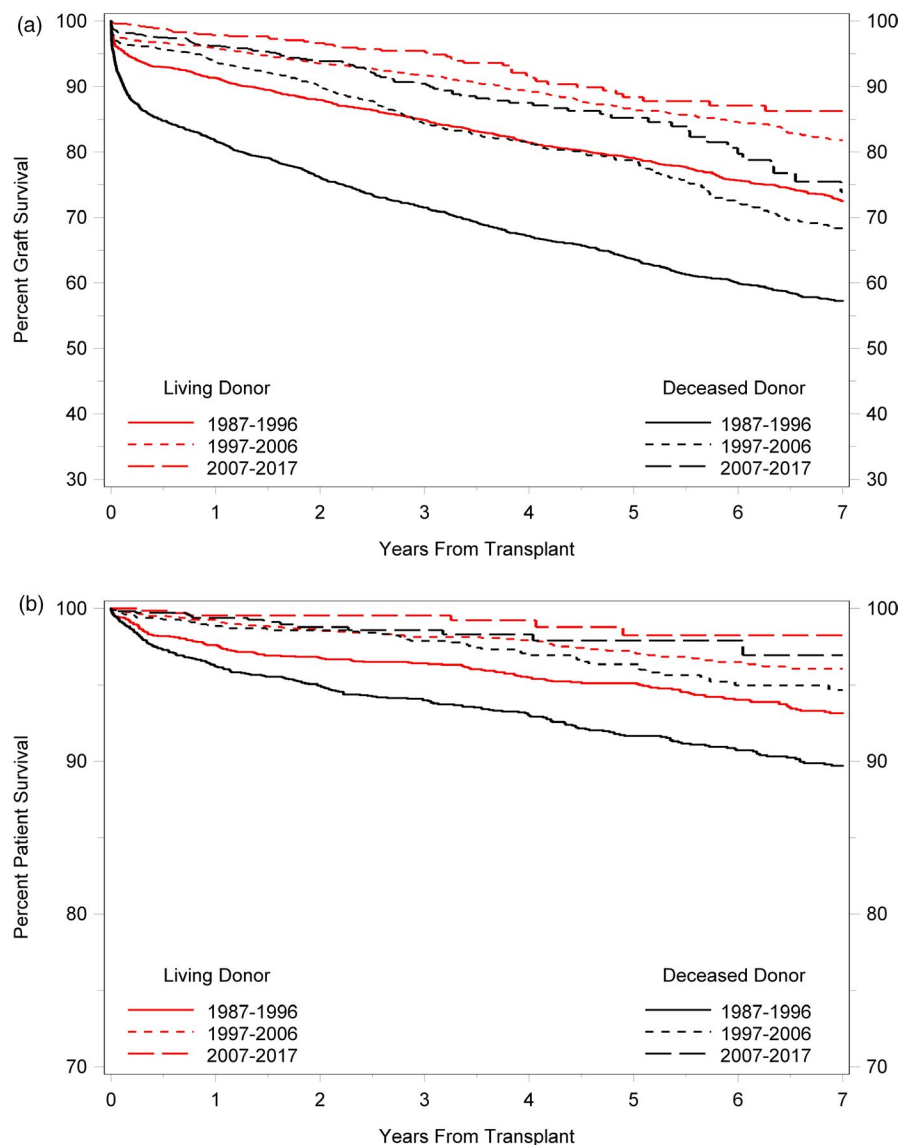 (a)
100 100
90 90
80 80
70 70
60 60
50 50
40 40
30 30
Percent Graft Survival
Living Donor Deceased Donor
1987-1996 1987-1996
1997-2006 1997-2006
2007-2017 2007-2017
0 1 2 3 4 5 6 7
Years From Transplant
(b)
100 100
90 90
80 80
70 70
Percent Patient Survival
Living Donor Deceased Donor
1987-1996 1987-1996
1997-2006 1997-2006
2007-2017 2007-2017
0 1 2 3 4 5 6 7
Years From Transplant